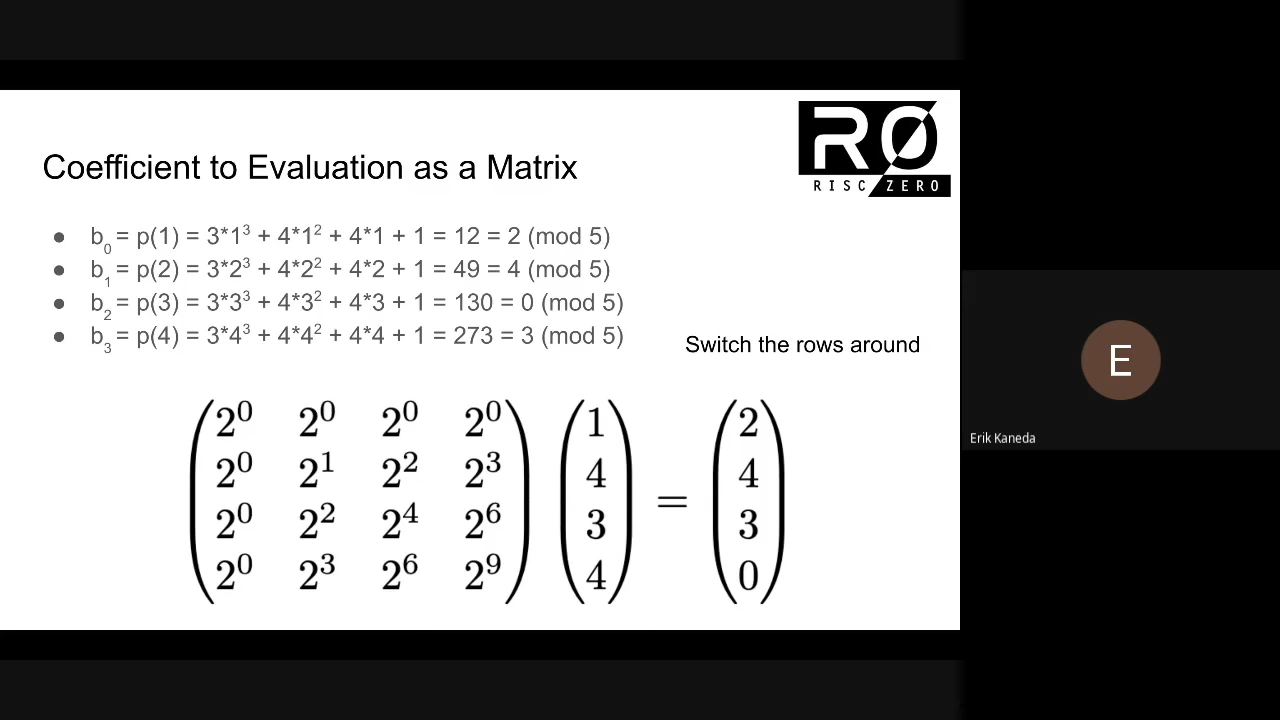 RØ
RISC ZERO
Coefficient to Evaluation as a Matrix
● b₀ = p(1) = 3*1³ + 4*1² + 4*1 + 1 = 12 = 2 (mod 5)
● b₁ = p(2) = 3*2³ + 4*2² + 4*2 + 1 = 49 = 4 (mod 5)
● b₂ = p(3) = 3*3³ + 4*3² + 4*3 + 1 = 130 = 0 (mod 5)
● b₃ = p(4) = 3*4³ + 4*4² + 4*4 + 1 = 273 = 3 (mod 5)
Switch the rows around
2⁰ 2⁰ 2⁰ 2⁰ 1 2
2⁰ 2¹ 2² 2³ 4 4
=
2⁰ 2² 2⁴ 2⁶ 3 3
2⁰ 2³ 2⁶ 2⁹ 4 0
E
Erik Kaneda